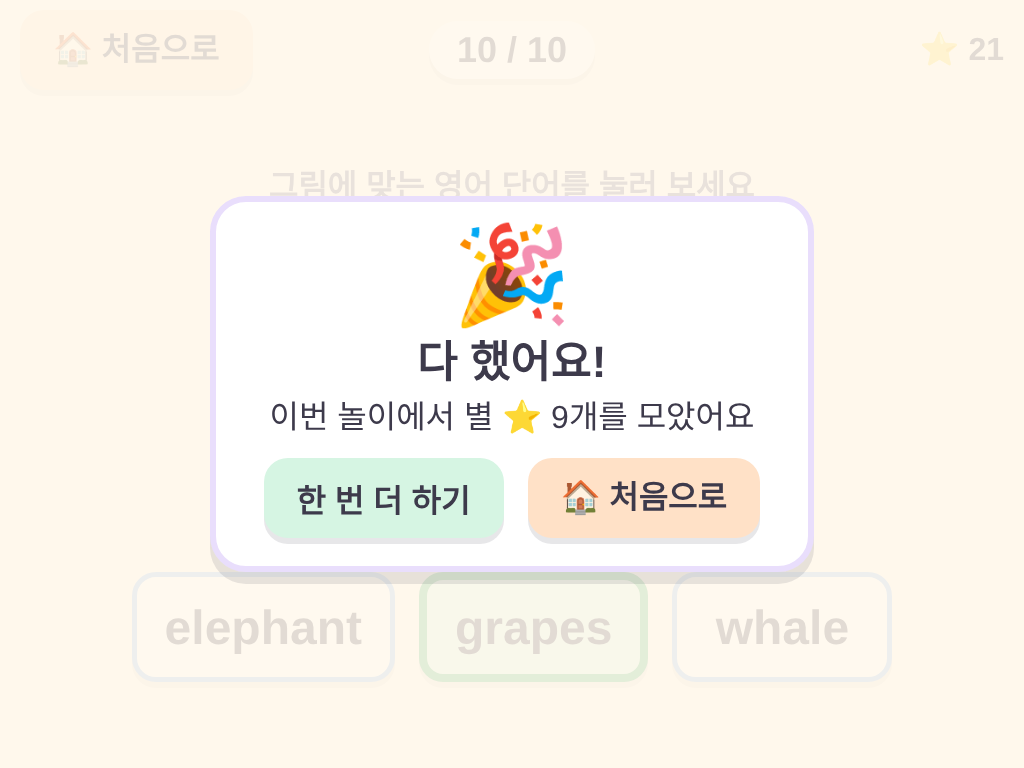 🏠 처음으로
10 / 10
⭐ 21
그림에 맞는 영어 단어를 눌러 보세요
다 했어요!
이번 놀이에서 별 ⭐ 9개를 모았어요
한 번 더 하기
🏠 처음으로
elephant
grapes
whale